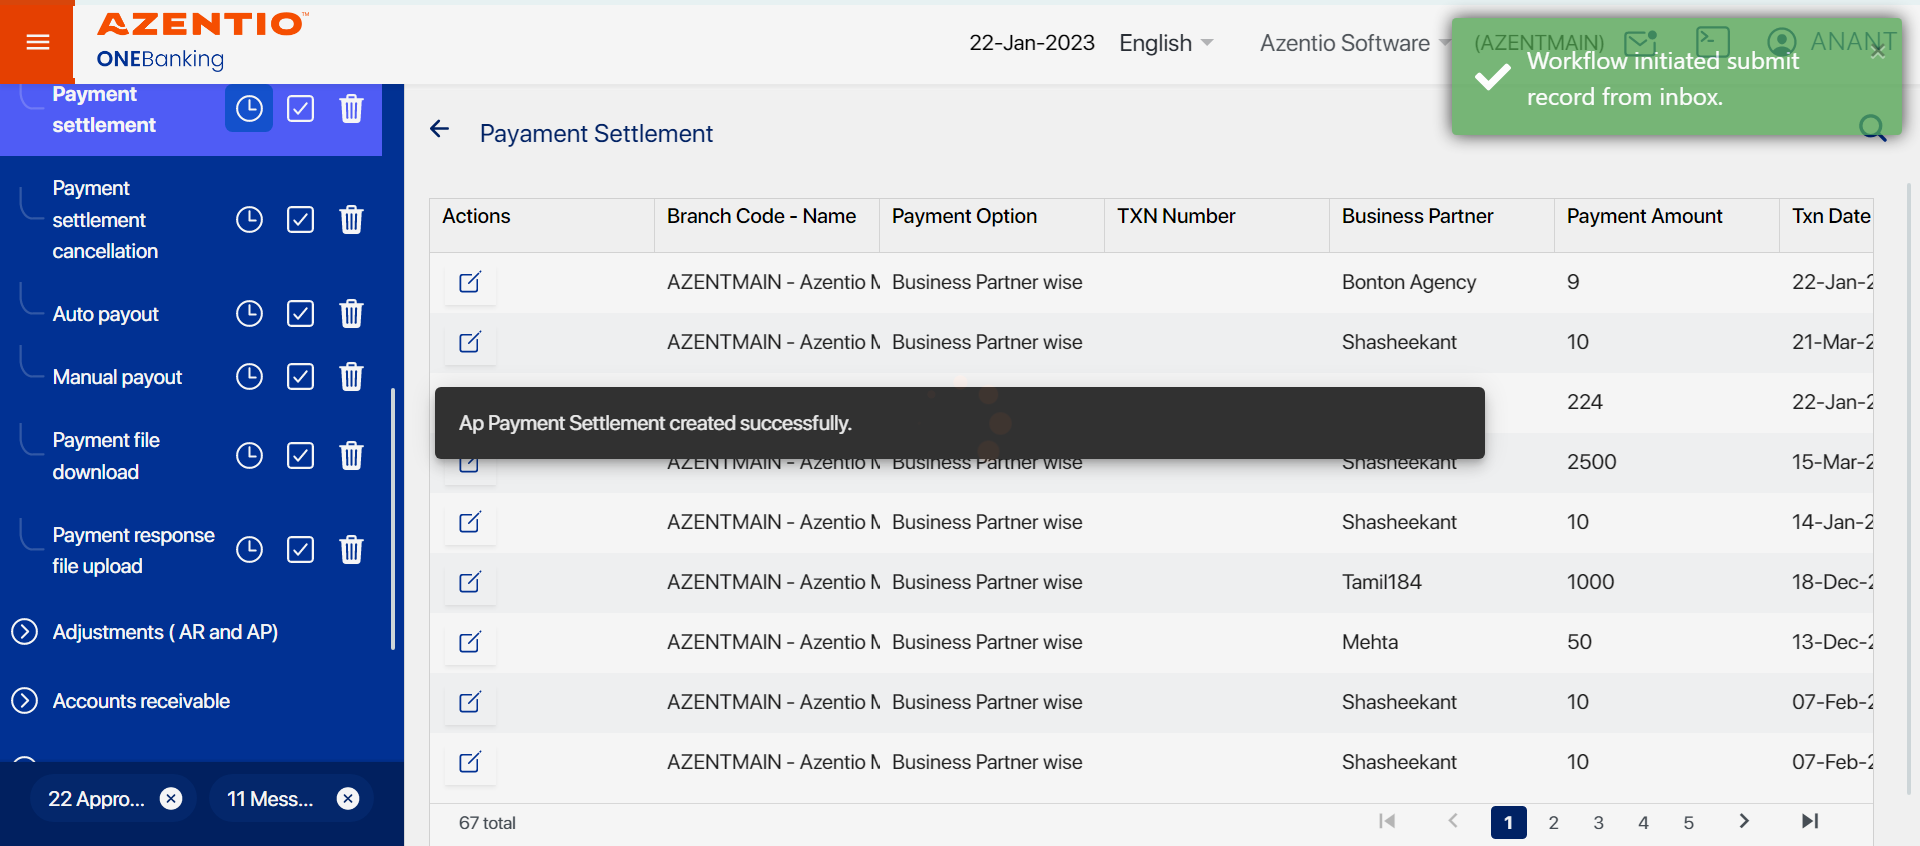 AZENTIO™
ONEBanking
22-Jan-2023 English Azentio Software (AZENTMAIN) ANANT
Workflow initiated submit
record from inbox.
Payment
settlement
Payment
settlement
cancellation
Auto payout
Manual payout
Payment file
download
Payment response
file upload
Adjustments ( AR and AP)
Accounts receivable
22 Appro...
11 Mess...
Payament Settlement
Actions Branch Code - Name Payment Option TXN Number Business Partner Payment Amount Txn Date
AZENTMAIN - Azentio M Business Partner wise Bonton Agency 9 22-Jan-2
AZENTMAIN - Azentio M Business Partner wise Shasheekant 10 21-Mar-2
224 22-Jan-2
Ap Payment Settlement created successfully.
AZENTMAIN - Azentio M Business Partner wise Shasheekant 2500 15-Mar-2
AZENTMAIN - Azentio M Business Partner wise Shasheekant 10 14-Jan-2
AZENTMAIN - Azentio M Business Partner wise Tamil184 1000 18-Dec-2
AZENTMAIN - Azentio M Business Partner wise Mehta 50 13-Dec-2
AZENTMAIN - Azentio M Business Partner wise Shasheekant 10 07-Feb-2
AZENTMAIN - Azentio M Business Partner wise Shasheekant 10 07-Feb-2
67 total 1 2 3 4 5